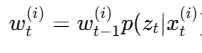 w_t^{(i)} = w_{t-1}^{(i)} p(z_t|x_t^{(i)}